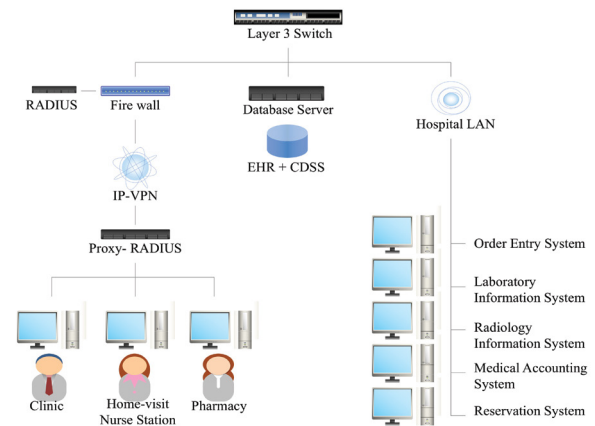 Layer 3 Switch
RADIUS
Fire wall
Database Server
Hospital LAN
EHR + CDSS
IP-VPN
Proxy- RADIUS
Order Entry System
Laboratory
Information System
Radiology
Information System
Medical Accounting
System
Reservation System
Clinic
Home-visit
Nurse Station
Pharmacy